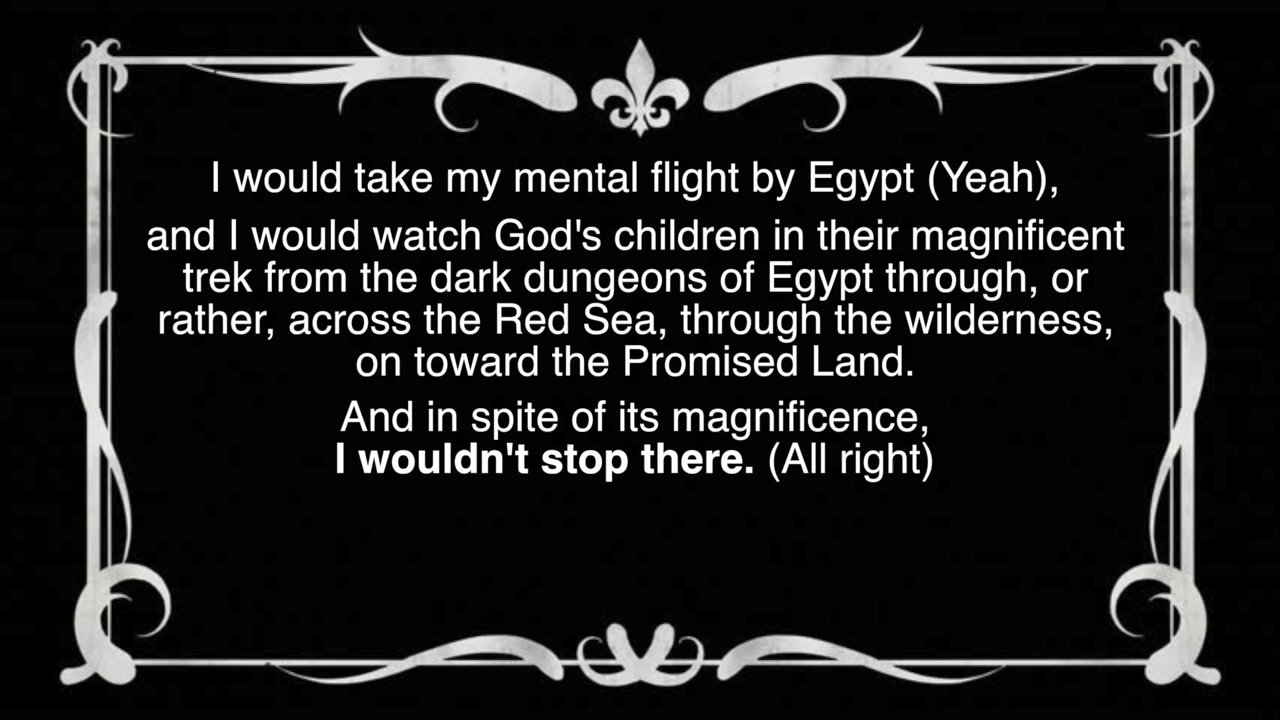 I would take my mental flight by Egypt (Yeah),
and I would watch God's children in their magnificent
trek from the dark dungeons of Egypt through, or
rather, across the Red Sea, through the wilderness,
on toward the Promised Land.
And in spite of its magnificence,
I wouldn't stop there. (All right)